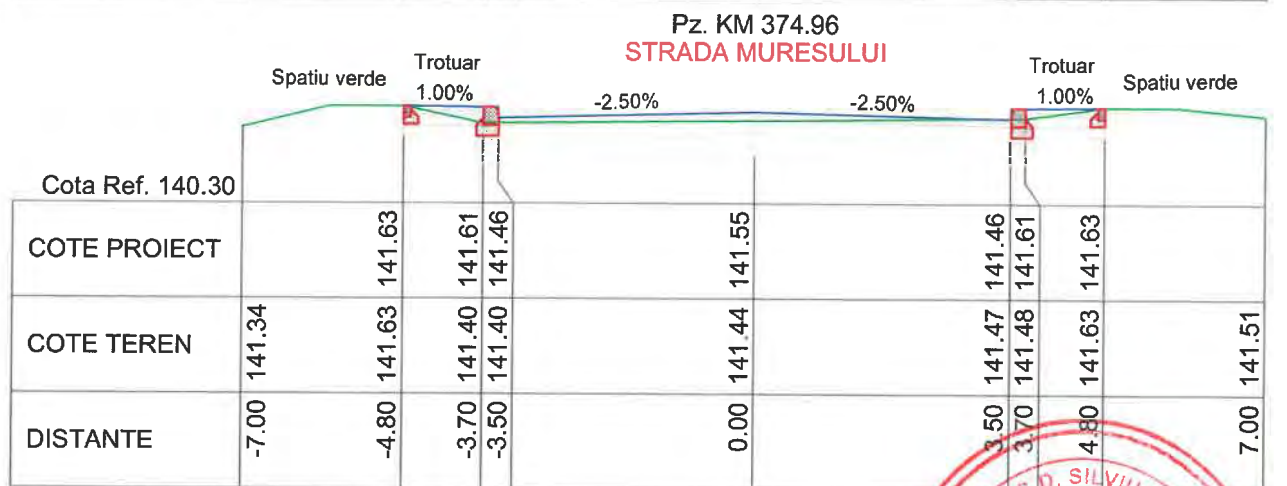 Pz. KM 374.96
STRADA MURESULUI
Spatiu verde
Trotuar
1.00%
-2.50%
-2.50%
Trotuar
1.00%
Spatiu verde
Cota Ref. 140.30
COTE PROIECT 141.63 141.61 141.46 141.55 141.46 141.61 141.63
COTE TEREN 141.34 141.63 141.40 141.40 141.44 141.47 141.48 141.63 141.51
DISTANTE -7.00 -4.80 -3.70 -3.50 0.00 3.50 3.70 4.80 7.00
D. SILVIU